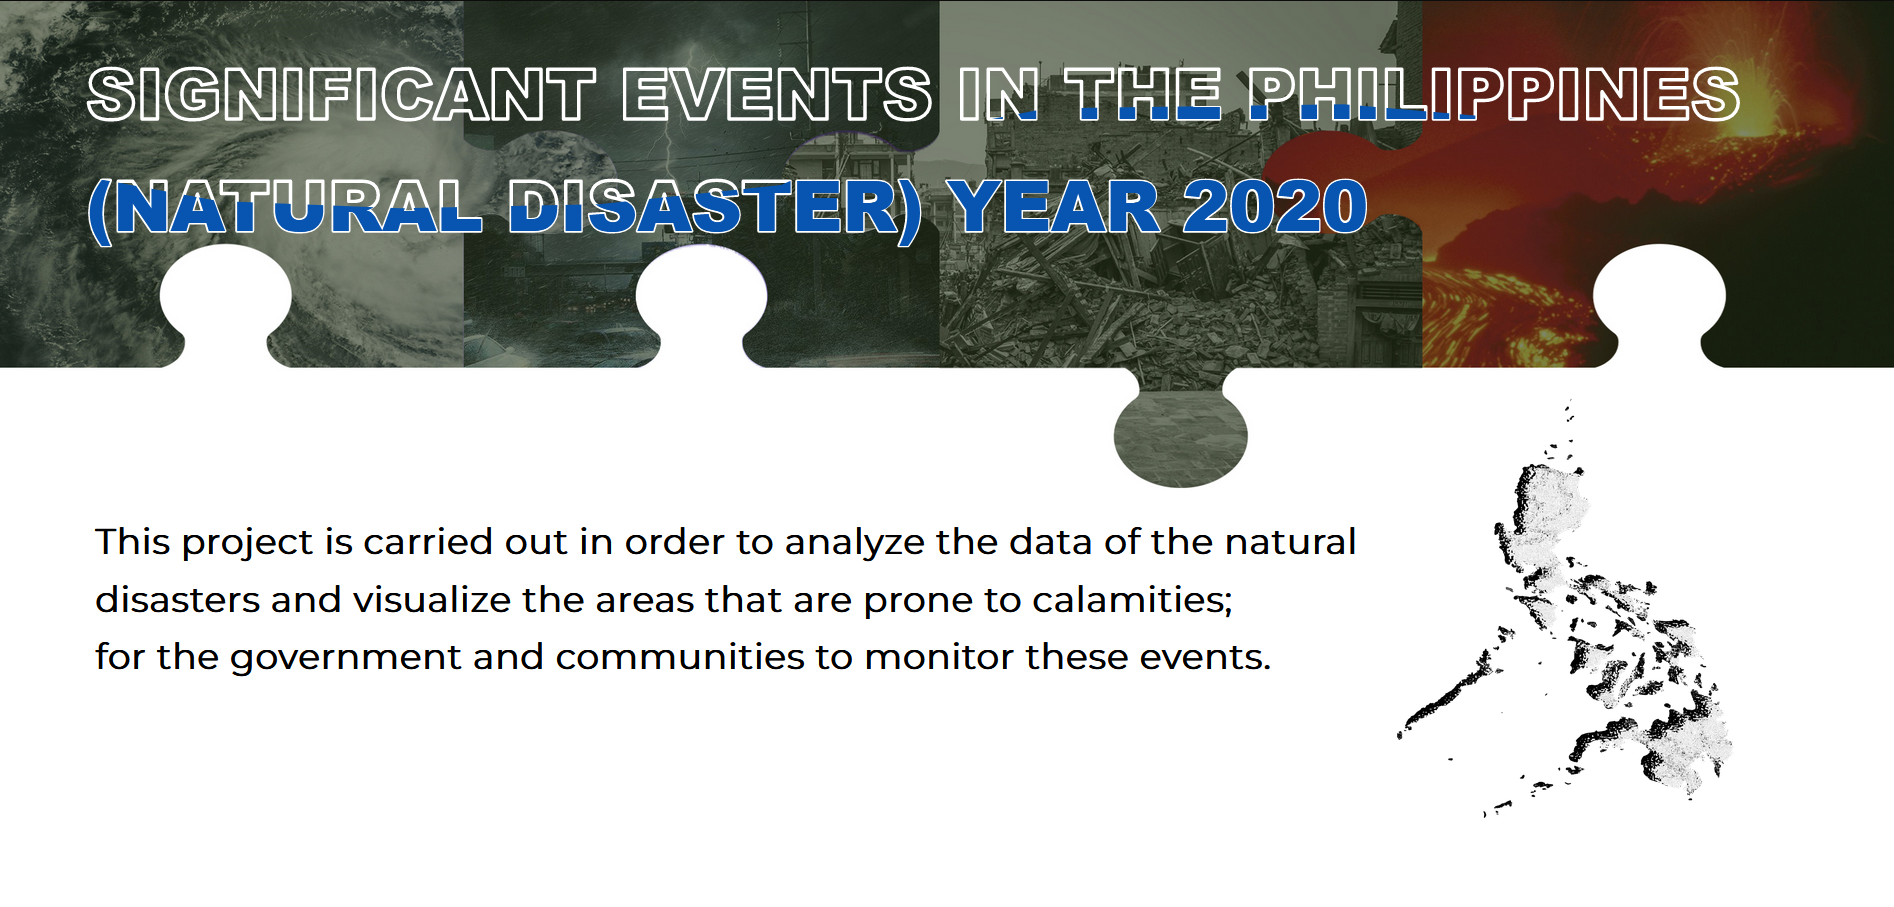 SIGNIFICANT EVENTS IN THE PHILIPPINES
(NATURAL DISASTER) YEAR 2020
This project is carried out in order to analyze the data of the natural
disasters and visualize the areas that are prone to calamities;
for the government and communities to monitor these events.